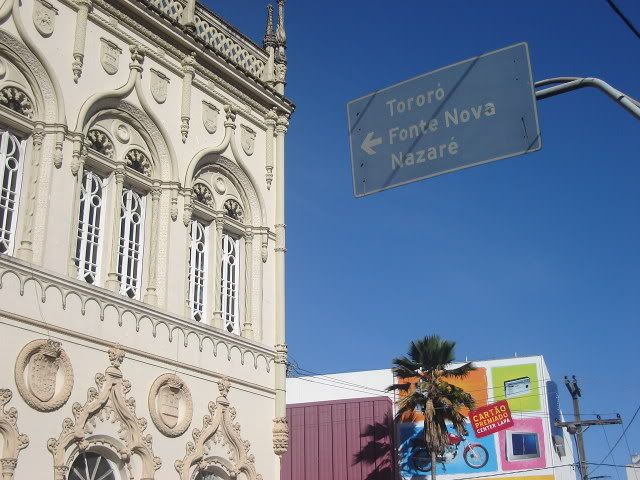 Tororó
Fonte Nova
Nazaré
CARTÃO
PREMIADO
CENTER LAPA